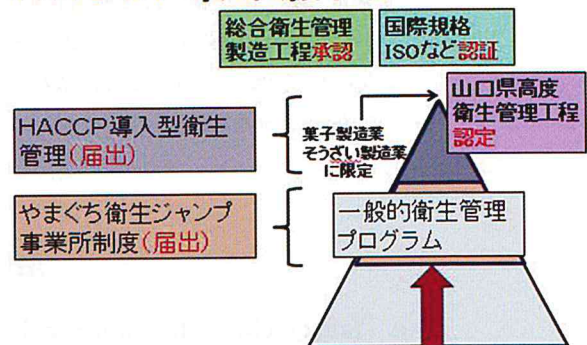 総合衛生管理
製造工程承認
国際規格
ISOなど認証
山口県高度
衛生管理工程
認定
HACCP導入型衛生
管理(届出)
菓子製造業
そうざい製造業
に限定
やまぐち衛生ジャンプ
事業所制度(届出)
一般的衛生管理
プログラム